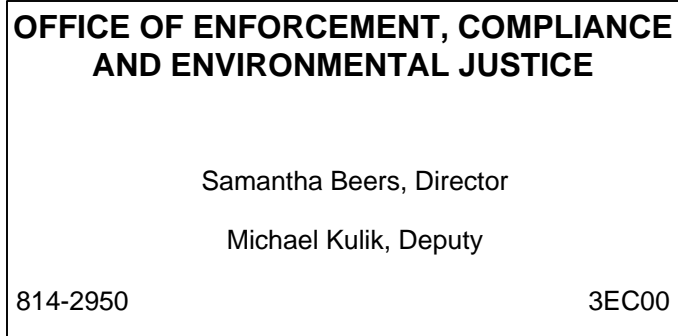 OFFICE OF ENFORCEMENT, COMPLIANCE
AND ENVIRONMENTAL JUSTICE
Samantha Beers, Director
Michael Kulik, Deputy
814-2950 3EC00